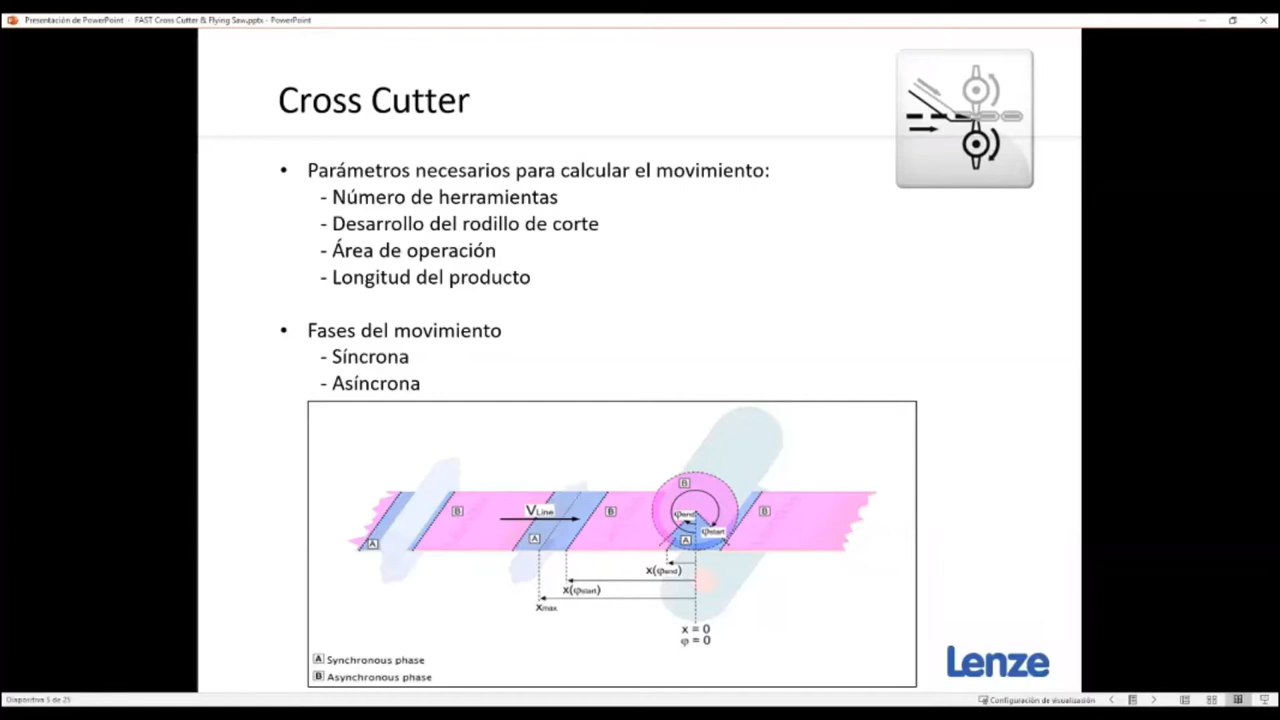 Presentación de PowerPoint - FAST Cross Cutter & Flying Saw.pptx - PowerPoint
Cross Cutter
• Parámetros necesarios para calcular el movimiento:
- Número de herramientas
- Desarrollo del rodillo de corte
- Área de operación
- Longitud del producto
• Fases del movimiento
- Síncrona
- Asíncrona
B
B VLine B φend B
φstart
A A A
x(φend)
x(φstart)
xmax
x = 0
φ = 0
A Synchronous phase
B Asynchronous phase
Lenze
Diapositiva 5 de 25 Configuración de visualización